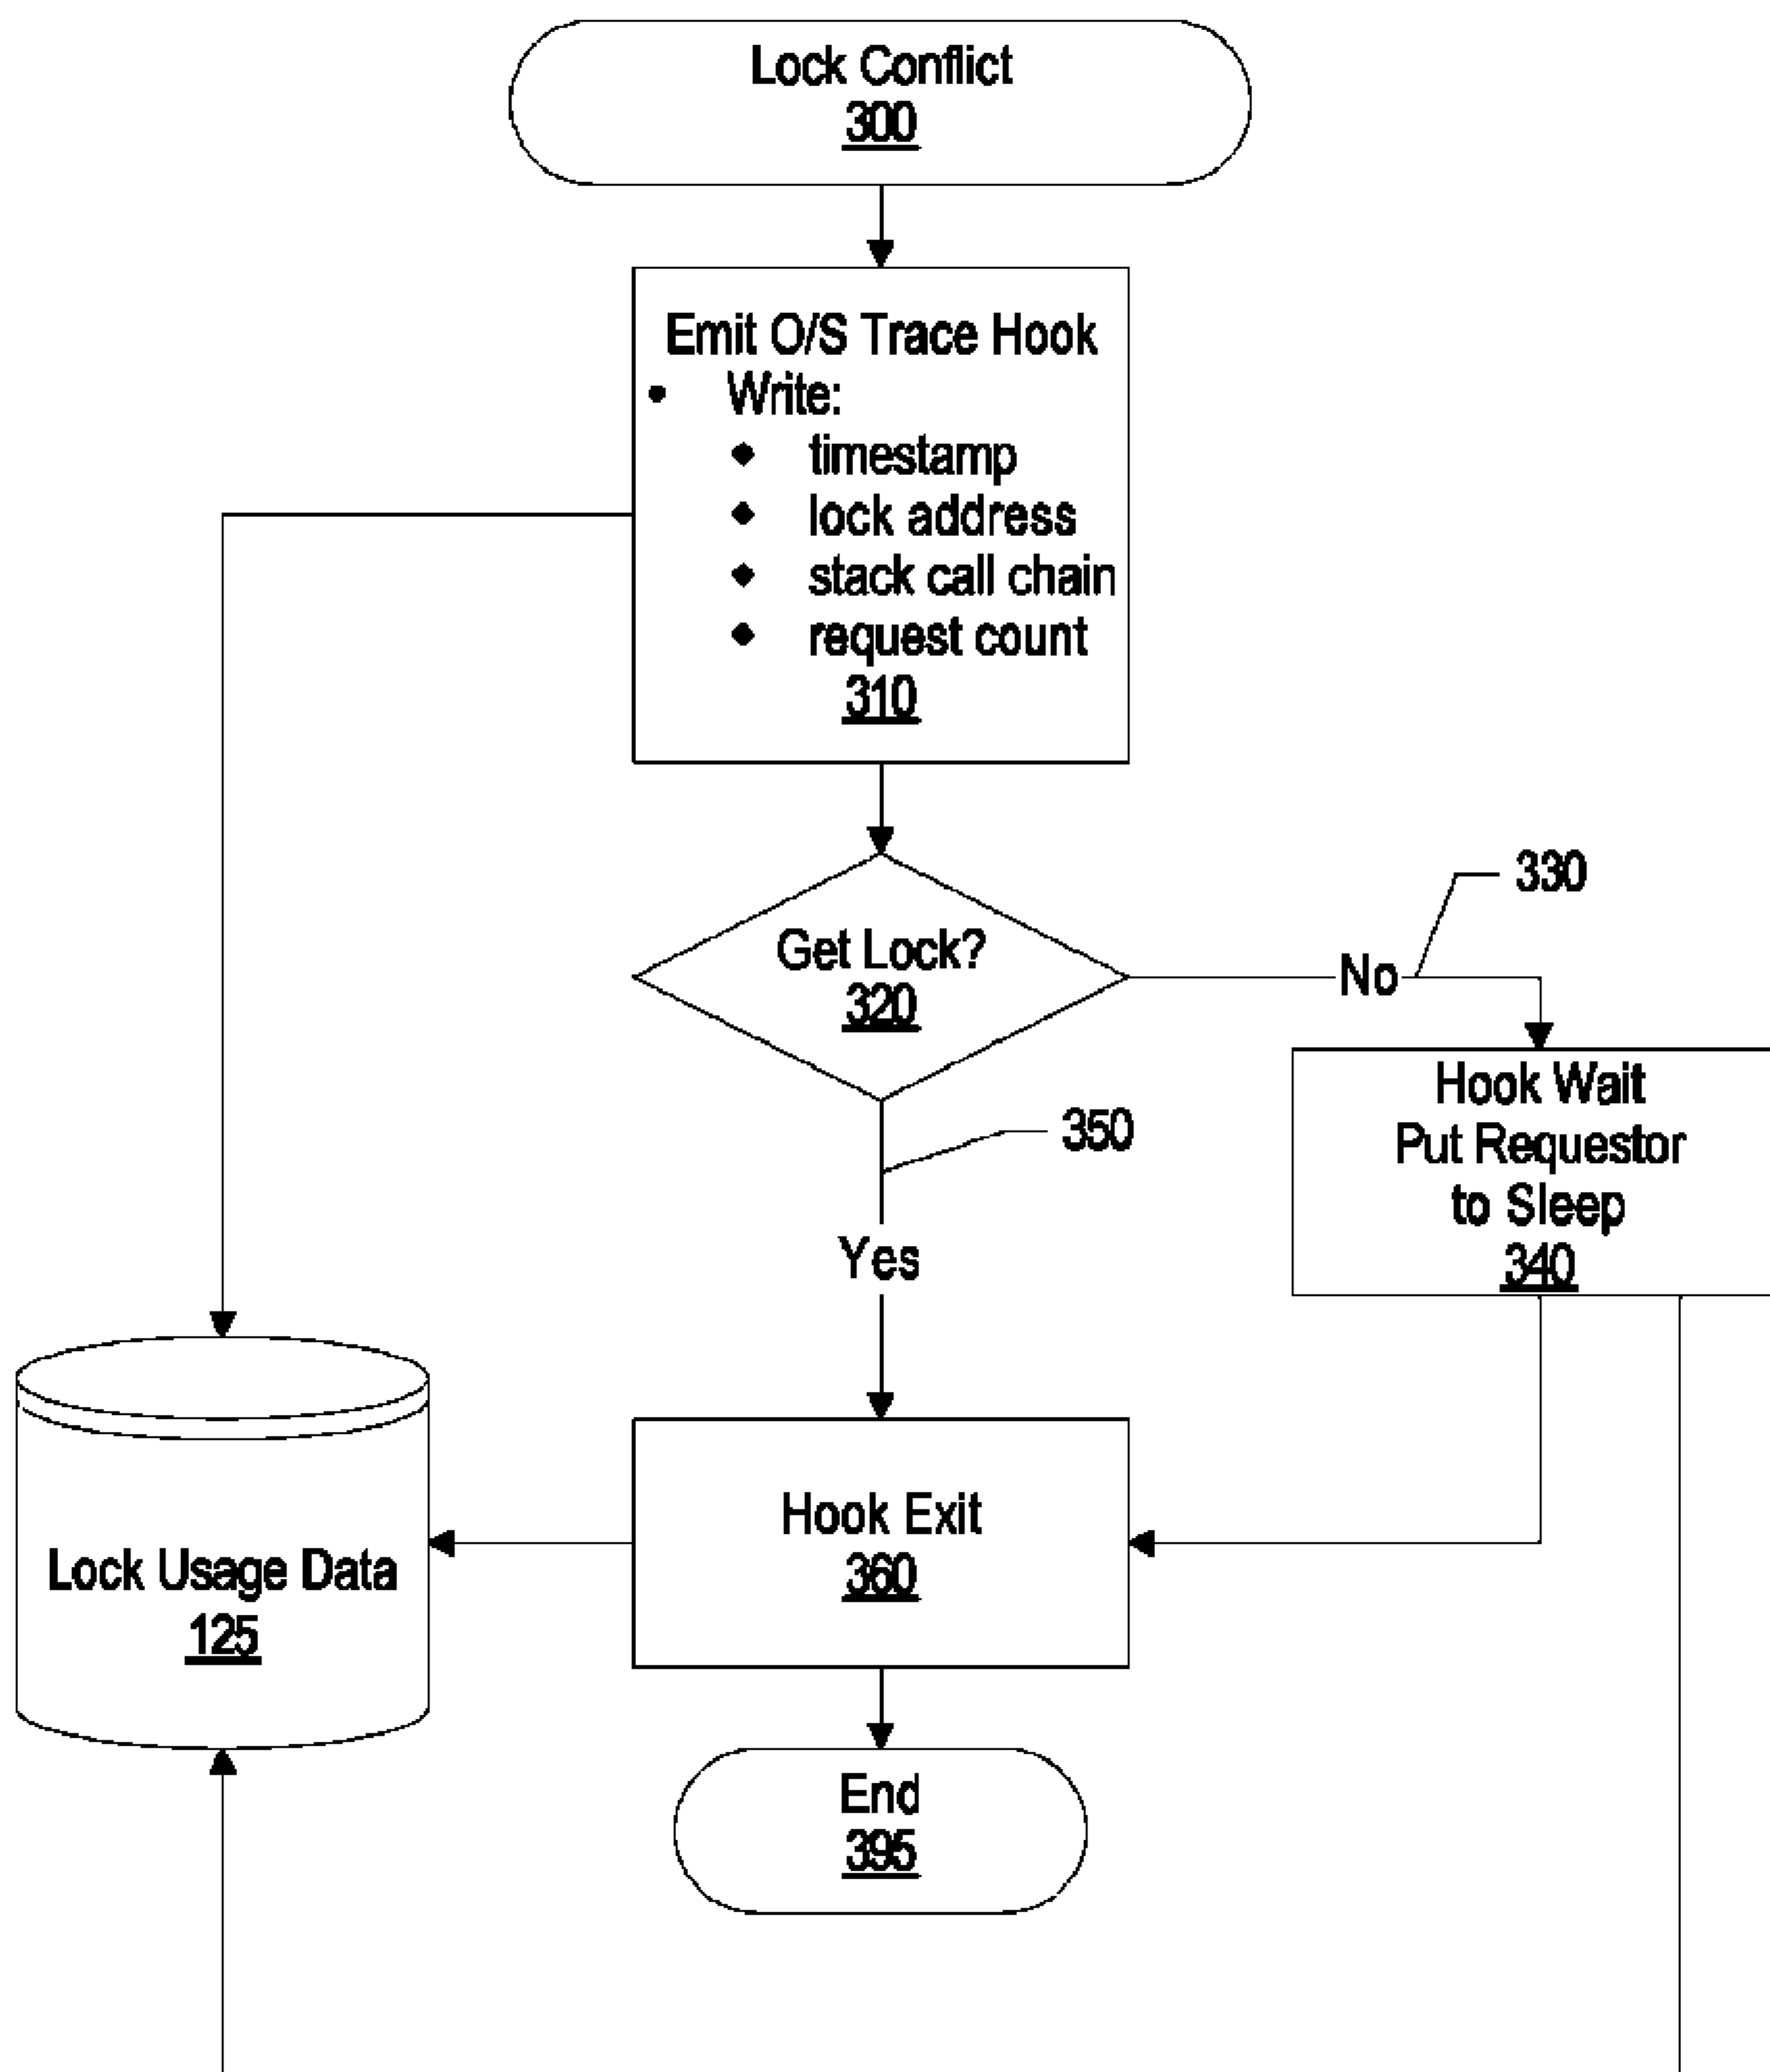 Lock Conflict
300
Emit O/S Trace Hook
• Write:
◆ timestamp
◆ lock address
◆ stack call chain
◆ request count
310
330
Get Lock?
320
No
Hook Wait
Put Requestor
to Sleep
340
350
Yes
Hook Exit
360
Lock Usage Data
125
End
395